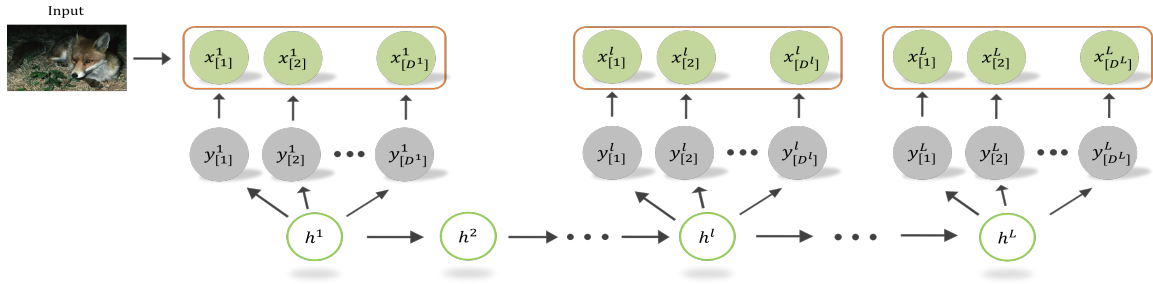 Input
x^1_[1] x^1_[2] x^1_[D^1] x^l_[1] x^l_[2] x^l_[D^l] x^L_[1] x^L_[2] x^L_[D^L]
y^1_[1] y^1_[2] ••• y^1_[D^1] y^l_[1] y^l_[2] ••• y^l_[D^l] y^L_[1] y^L_[2] ••• y^L_[D^L]
h^1 h^2 ••• h^l ••• h^L